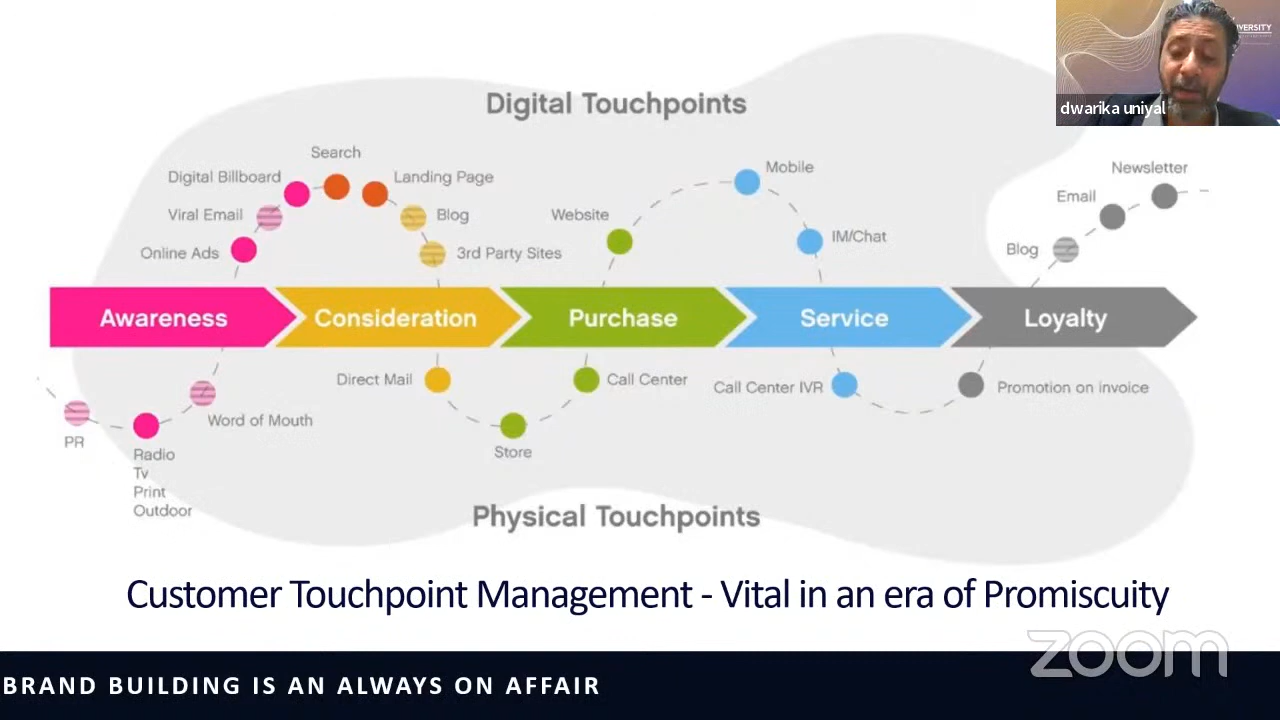 VERSITY
dwarika uniyal
Digital Touchpoints
Search
Digital Billboard
Landing Page
Viral Email
Blog
Online Ads
3rd Party Sites
Website
Mobile
IM/Chat
Newsletter
Email
Blog
Awareness
Consideration
Purchase
Service
Loyalty
PR
Radio
Tv
Print
Outdoor
Word of Mouth
Direct Mail
Store
Call Center
Call Center IVR
Promotion on invoice
Physical Touchpoints
Customer Touchpoint Management - Vital in an era of Promiscuity
zoom
BRAND BUILDING IS AN ALWAYS ON AFFAIR